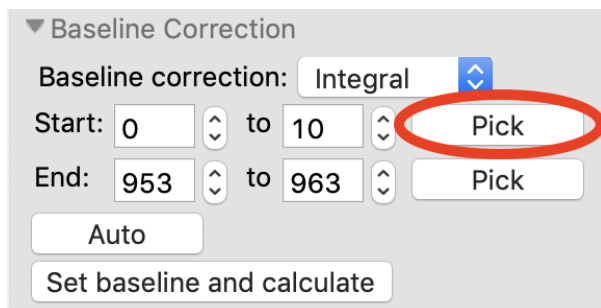 Baseline Correction
Baseline correction: Integral
Start: 0 to 10 Pick
End: 953 to 963 Pick
Auto
Set baseline and calculate